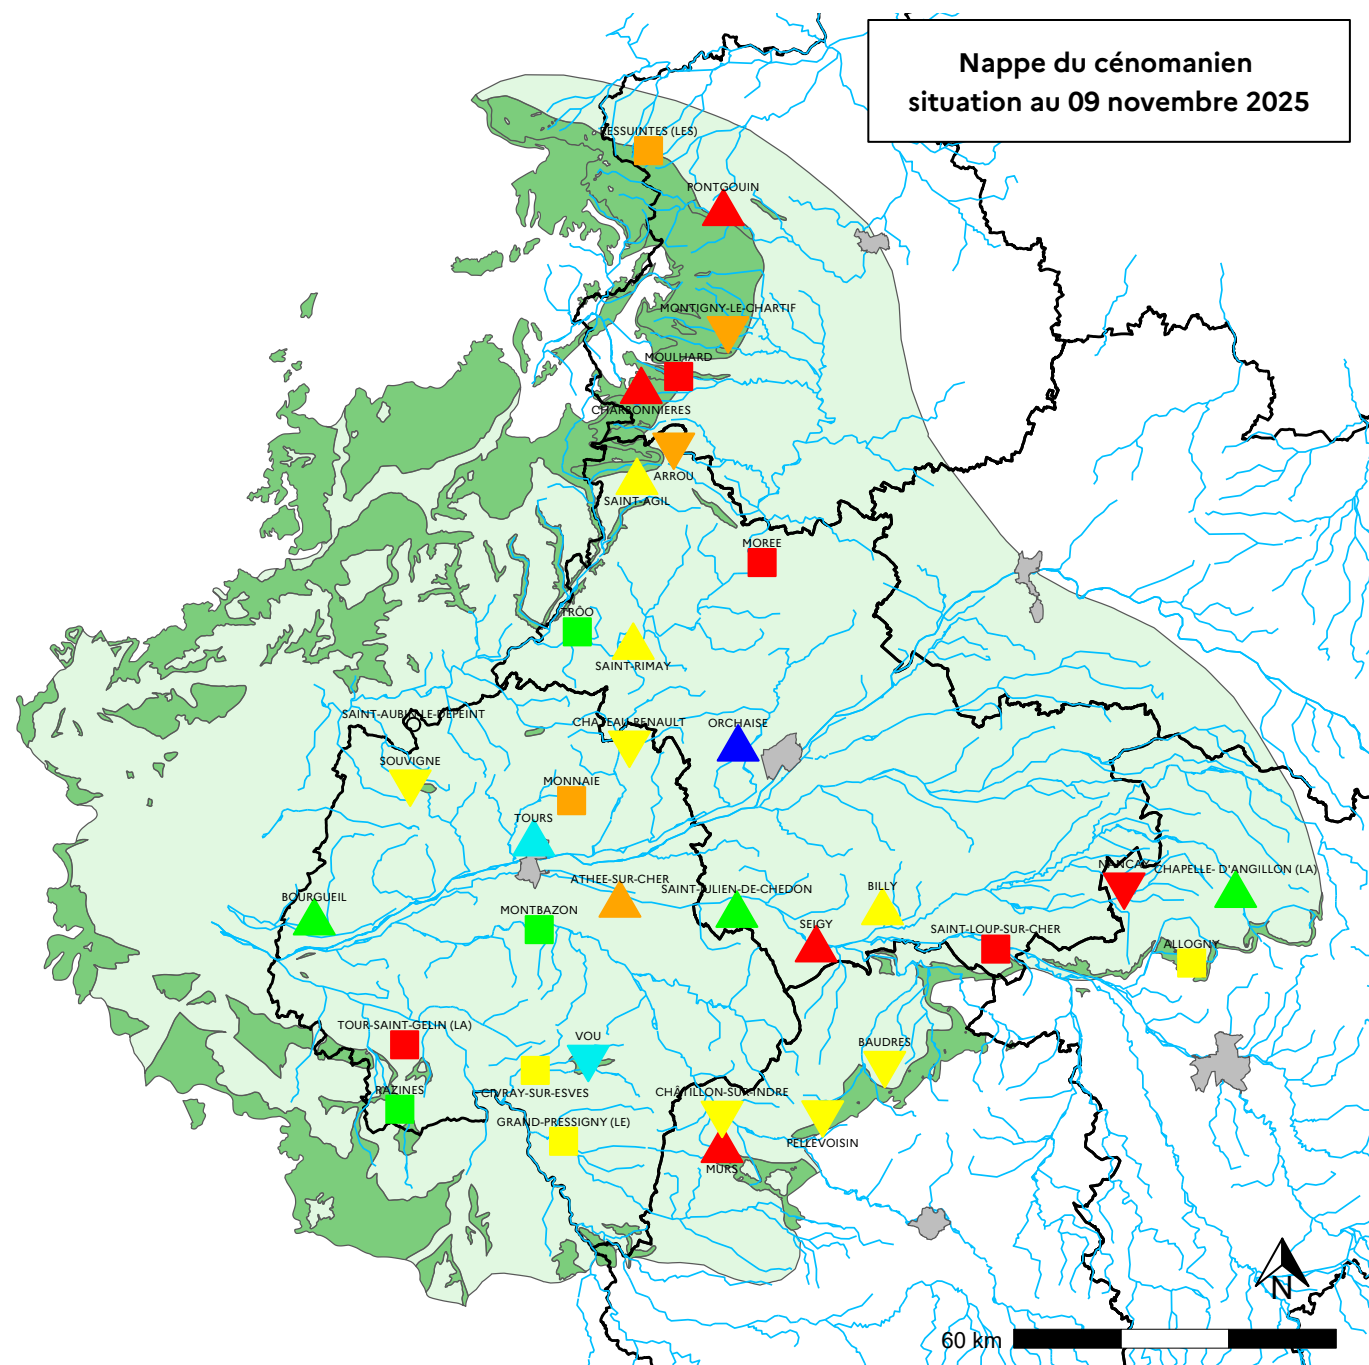 Nappe du cénomanien
situation au 09 novembre 2025
RESSUINTES (LES)
PONTGOUIN
MONTIGNY-LE-CHARTIF
MOULHARD
CHARBONNIERES
ARROU
SAINT-AGIL
MOREE
TRÔO
SAINT-RIMAY
SAINT-AUBIN-LE-DEPEINT
CHATEAU-RENAULT
ORCHAISE
SOUVIGNE
MONNAIE
TOURS
NANCAY
CHAPELLE- D'ANGILLON (LA)
ATHEE-SUR-CHER
SAINT-JULIEN-DE-CHEDON
BILLY
BOURGUEIL
MONTBAZON
SEIGY
SAINT-LOUP-SUR-CHER
ALLOGNY
TOUR-SAINT-GELIN (LA)
VOU
BAUDRES
RAZINES
CIVRAY-SUR-ESVES
CHÂTILLON-SUR-INDRE
GRAND-PRESSIGNY (LE)
PELLEVOISIN
MURS
N
60 km